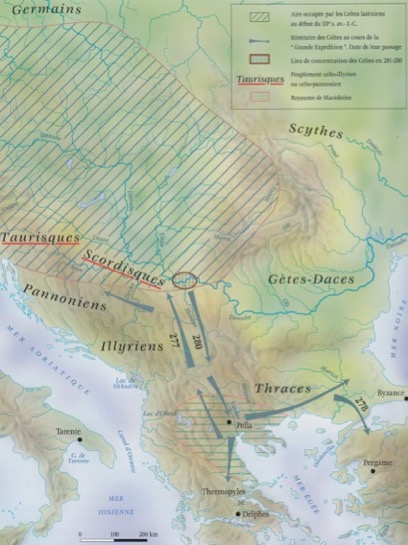 Germains
Aire occupée par les Celtes laténiens
au début du IIIe s. av. J.-C.
Itinéraire des Celtes au cours de la
"Grande Expédition". Date de leur passage
Lieu de concentration des Celtes en 281-280
Taurisques
Peuplement celto-illyrien
ou celto-pannonien
Royaume de Macédoine
Scythes
Danube
Taurisques
Scordisques
Pannoniens
Gètes-Daces
Danube
MER ADRIATIQUE
MER NOIRE
Illyriens
277
280
Lac de
Shkodra
Thraces
278
Byzance
Lac d'Ohrid
Pella
Tarente
G. de
Tarente
Canal d'Otrante
Pergame
MER
IONIENNE
MER ÉGÉE
Thermopyles
Delphes
0 100 200 km